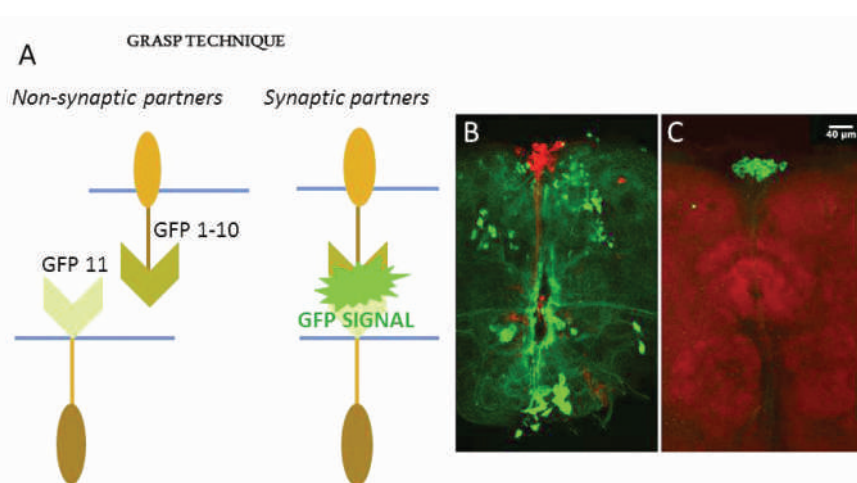 GRASP TECHNIQUE
A
Non-synaptic partners
Synaptic partners
B
C
40 µm
GFP 1-10
GFP 11
GFP SIGNAL